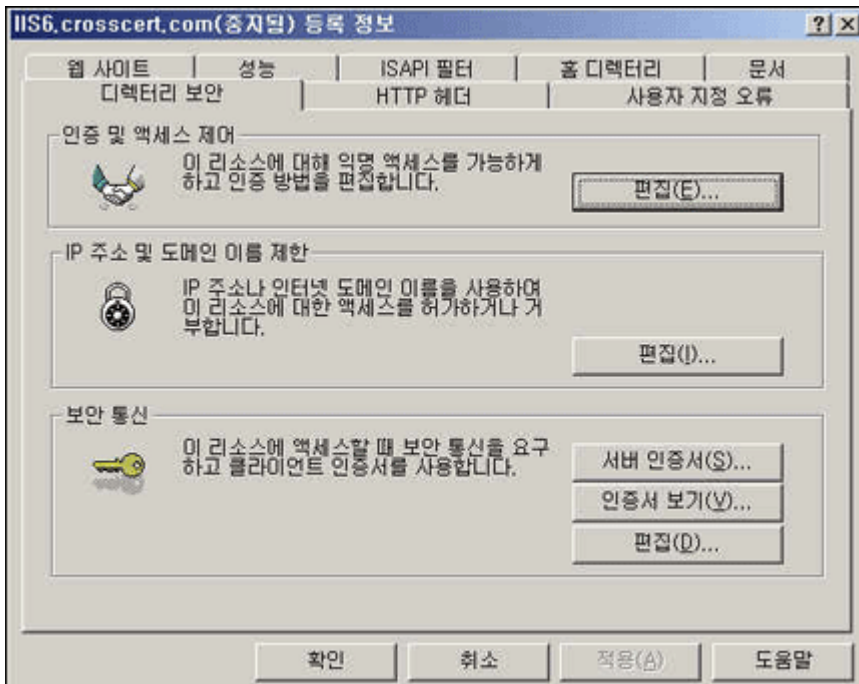 IIS6.crosscert.com(중지됨) 등록 정보
웹 사이트
성능
ISAPI 필터
홈 디렉터리
문서
디렉터리 보안
HTTP 헤더
사용자 지정 오류
인증 및 액세스 제어
이 리소스에 대해 익명 액세스를 가능하게
하고 인증 방법을 편집합니다.
편집(E)...
IP 주소 및 도메인 이름 제한
IP 주소나 인터넷 도메인 이름을 사용하여
이 리소스에 대한 액세스를 허가하거나 거
부합니다.
편집(I)...
보안 통신
이 리소스에 액세스할 때 보안 통신을 요구
하고 클라이언트 인증서를 사용합니다.
서버 인증서(S)...
인증서 보기(V)...
편집(D)...
확인
취소
적용(A)
도움말